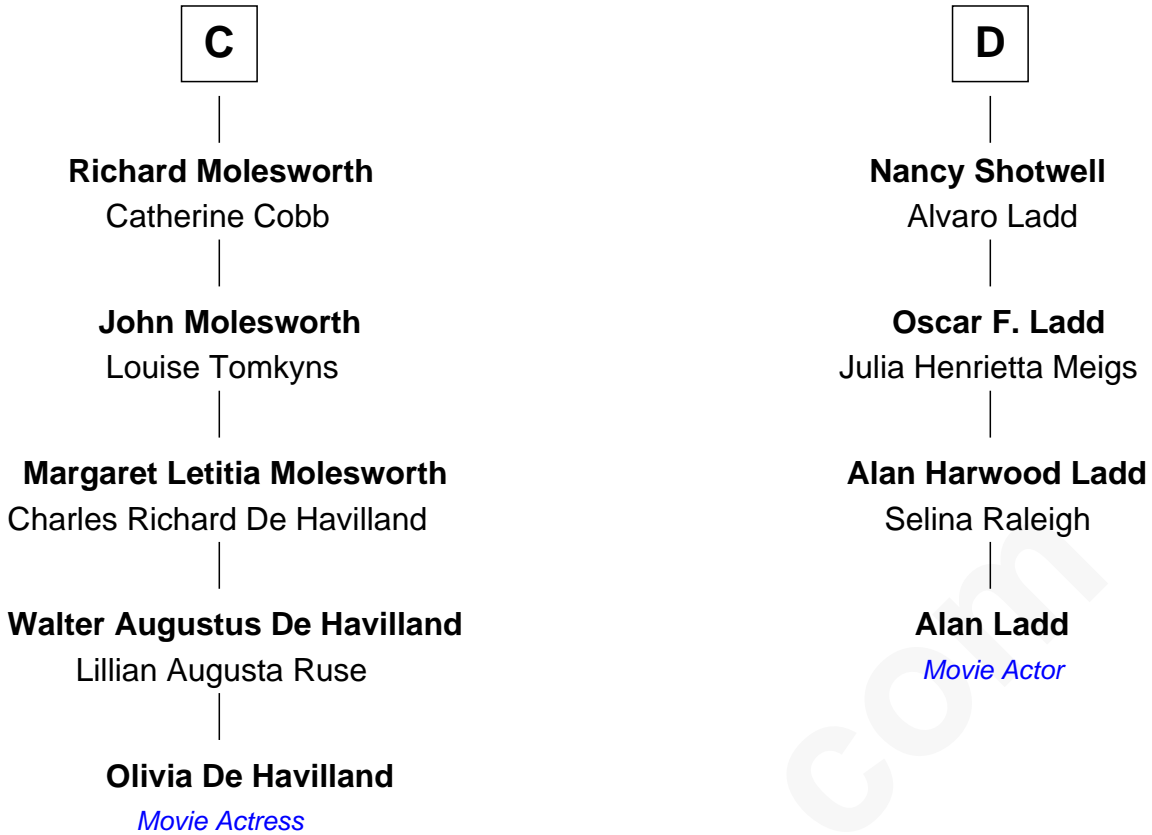 C
Richard Molesworth
Catherine Cobb
John Molesworth
Louise Tomkyns
Margaret Letitia Molesworth
Charles Richard De Havilland
Walter Augustus De Havilland
Lillian Augusta Ruse
Olivia De Havilland
Movie Actress
D
Nancy Shotwell
Alvaro Ladd
Oscar F. Ladd
Julia Henrietta Meigs
Alan Harwood Ladd
Selina Raleigh
Alan Ladd
Movie Actor
com